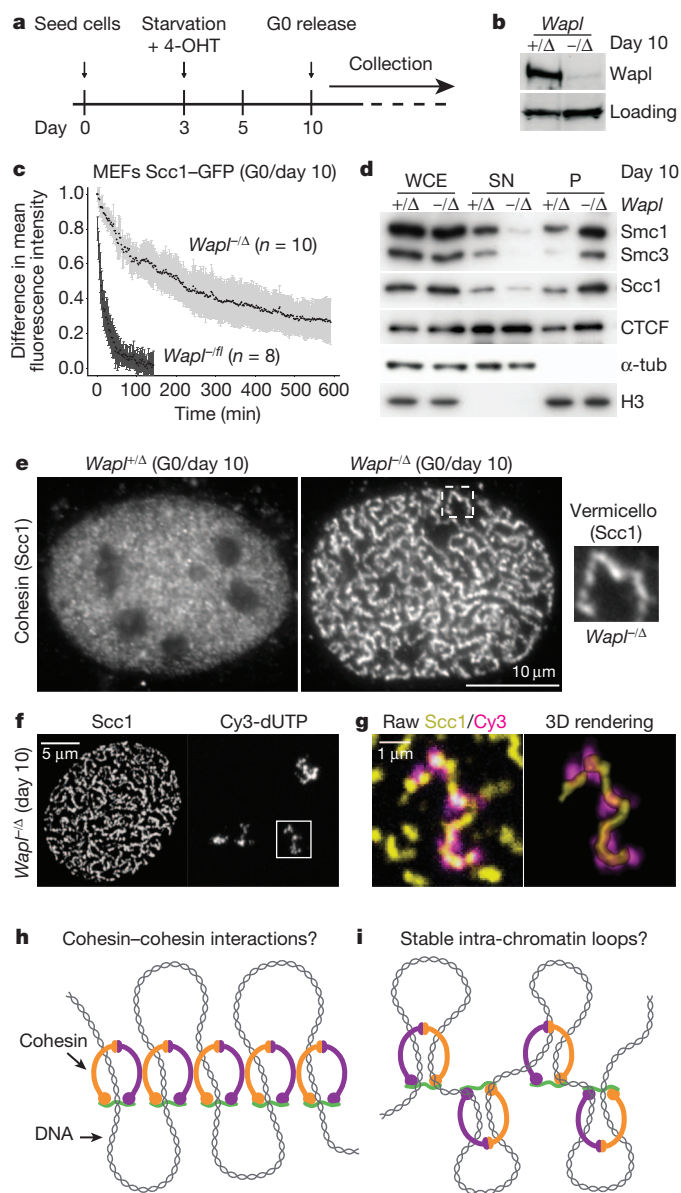 a
Seed cells
Starvation
+ 4-OHT
G0 release
Collection
Day
0
3
5
10
b
Wapl
+/Δ −/Δ Day 10
Wapl
Loading
c
MEFs Scc1–GFP (G0/day 10)
Difference in mean
fluorescence intensity
1.0
0.8
0.6
0.4
0.2
0.0
Wapl−/Δ (n = 10)
Wapl−/fl (n = 8)
0 100 200 300 400 500 600
Time (min)
d
Day 10
WCE SN P
+/Δ −/Δ +/Δ −/Δ +/Δ −/Δ Wapl
Smc1
Smc3
Scc1
CTCF
α-tub
H3
e
Wapl+/Δ (G0/day 10)
Wapl−/Δ (G0/day 10)
Cohesin (Scc1)
10 μm
Vermicello
(Scc1)
Wapl−/Δ
f
Scc1
Cy3-dUTP
Wapl−/Δ (day 10)
5 μm
g
Raw Scc1/Cy3
3D rendering
1 μm
h
Cohesin–cohesin interactions?
Cohesin
DNA
i
Stable intra-chromatin loops?